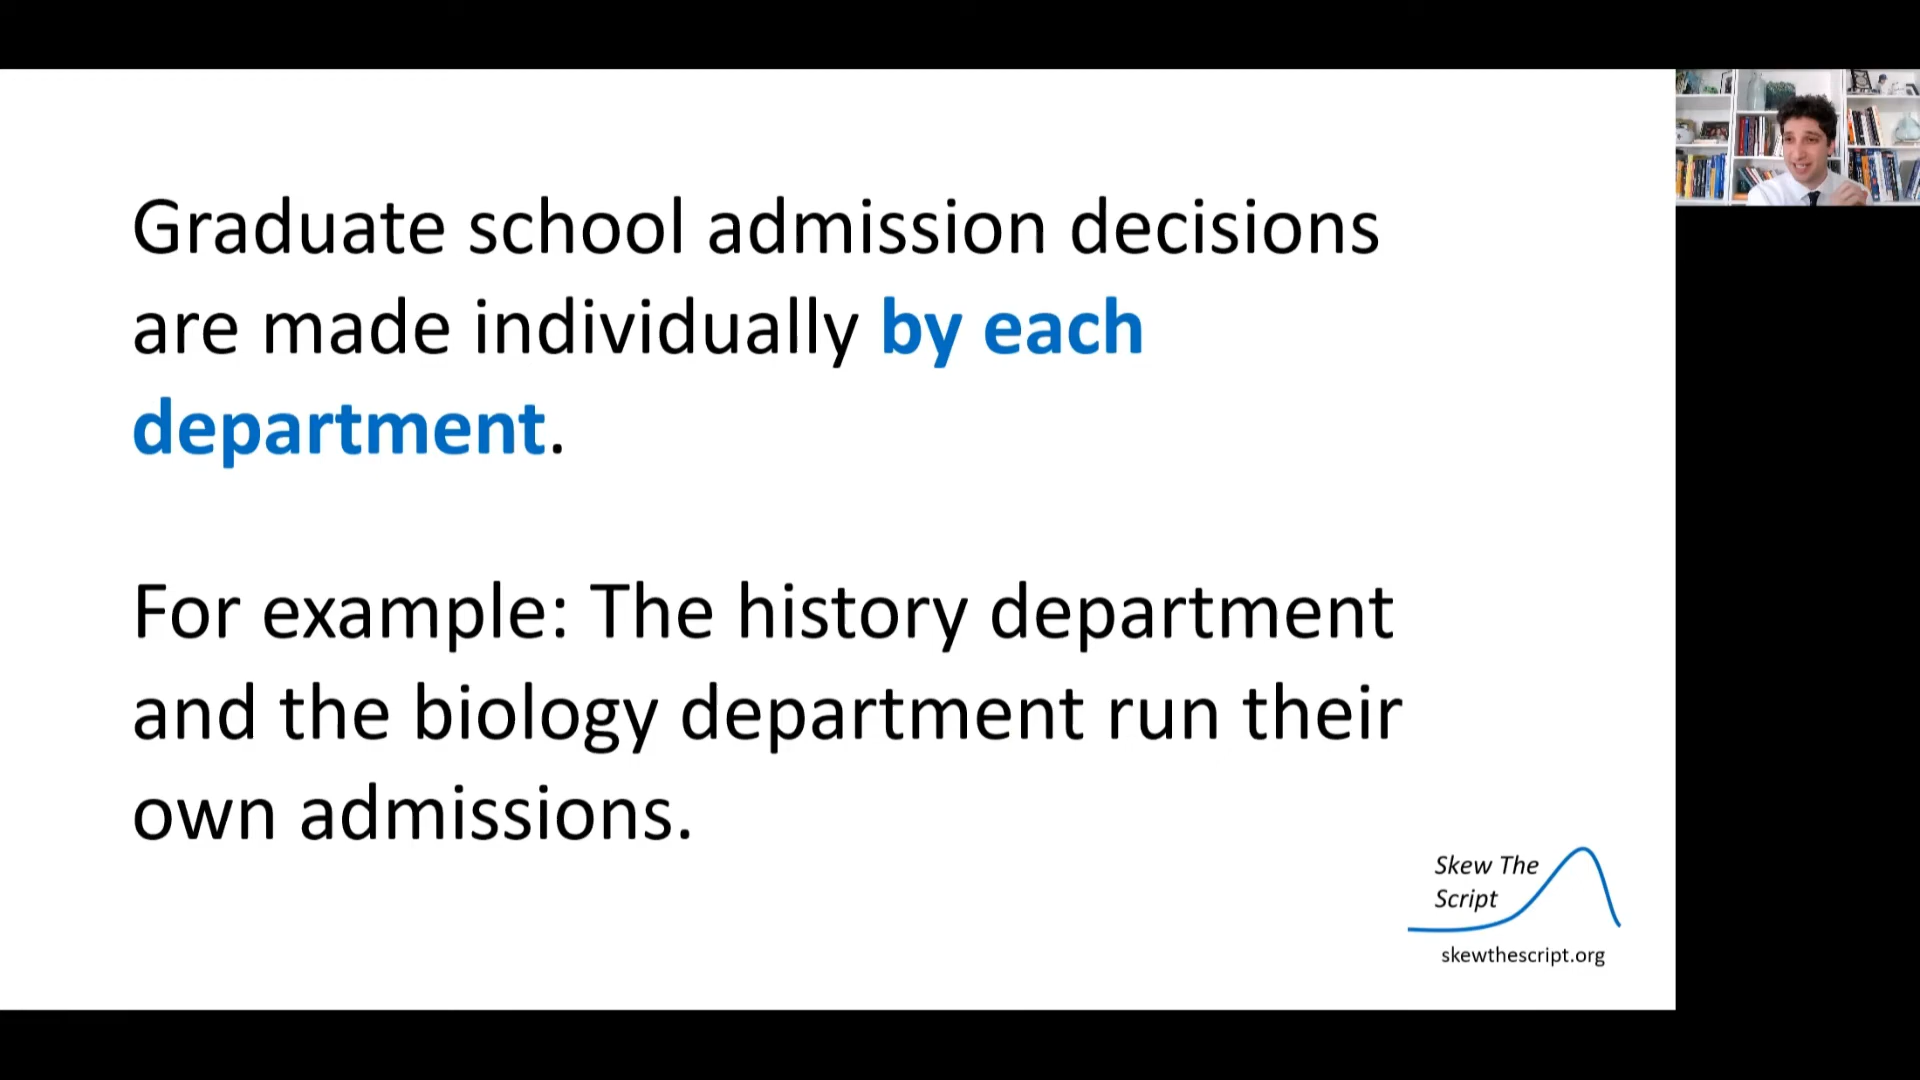 Graduate school admission decisions
are made individually by each
department.
For example: The history department
and the biology department run their
own admissions.
Skew The
Script
skewthescript.org